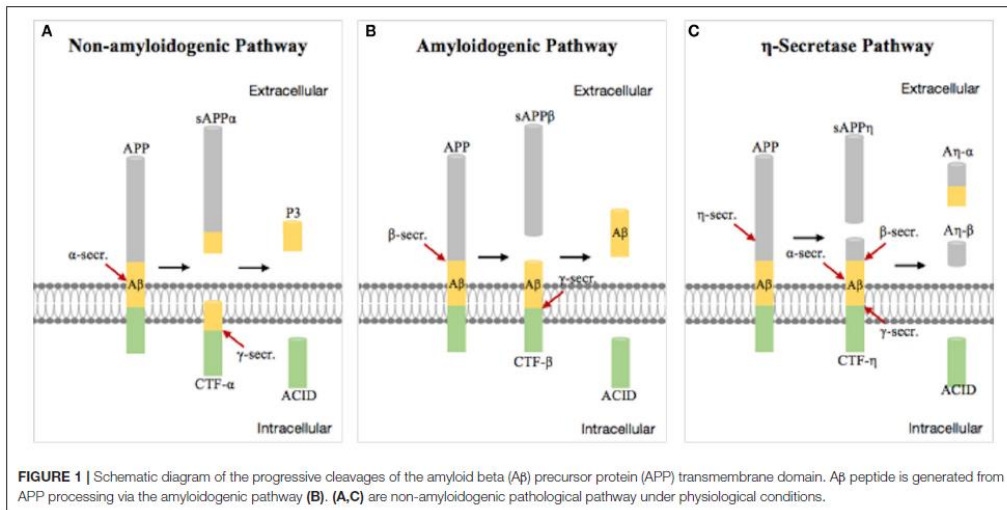 A
Non-amyloidogenic Pathway
Extracellular
sAPPα
APP
P3
α-secr.
Aβ
γ-secr.
CTF-α
ACID
Intracellular
B
Amyloidogenic Pathway
Extracellular
sAPPβ
APP
Aβ
β-secr.
Aβ
Aβ
γ-secr.
CTF-β
ACID
Intracellular
C
η-Secretase Pathway
Extracellular
sAPPη
APP
Aη-α
η-secr.
β-secr.
Aη-β
α-secr.
Aβ
Aβ
γ-secr.
CTF-η
ACID
Intracellular
FIGURE 1 | Schematic diagram of the progressive cleavages of the amyloid beta (Aβ) precursor protein (APP) transmembrane domain. Aβ peptide is generated from
APP processing via the amyloidogenic pathway (B). (A,C) are non-amyloidogenic pathological pathway under physiological conditions.